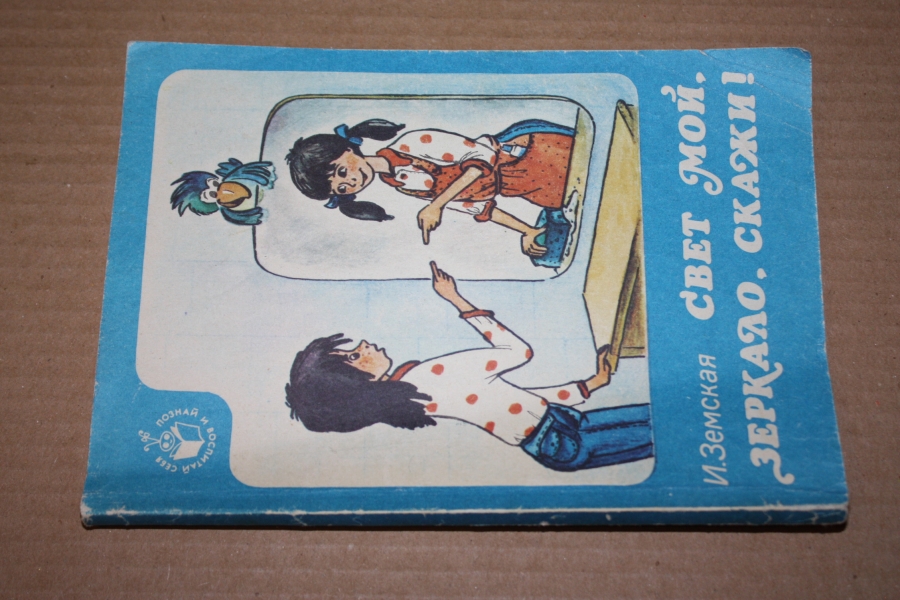 ПОЗНАЙ И ВОСПИТАЙ СЕБЯ
И. Земская
СВЕТ МОЙ,
ЗЕРКАЛО, СКАЖИ!